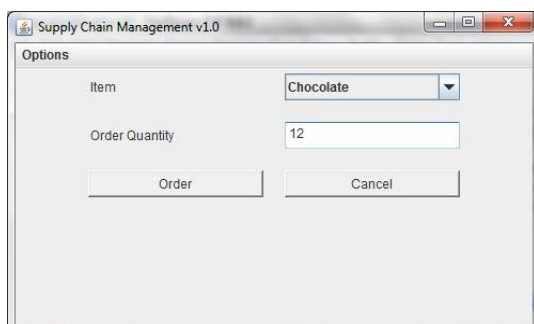 Supply Chain Management v1.0
Options
Item Chocolate
Order Quantity 12
Order Cancel